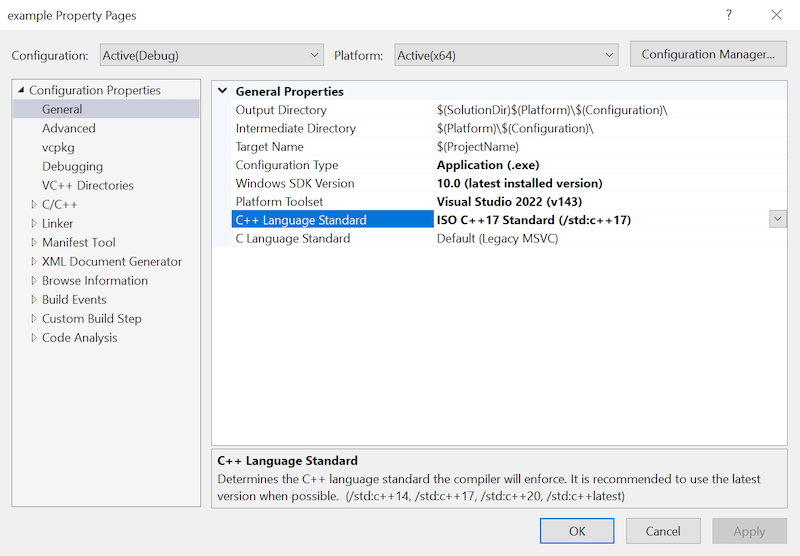 example Property Pages
?
Configuration: Active(Debug) Platform: Active(x64) Configuration Manager...
Configuration Properties
General
Advanced
vcpkg
Debugging
VC++ Directories
C/C++
Linker
Manifest Tool
XML Document Generator
Browse Information
Build Events
Custom Build Step
Code Analysis
General Properties
Output Directory $(SolutionDir)$(Platform)\$(Configuration)\
Intermediate Directory $(Platform)\$(Configuration)\
Target Name $(ProjectName)
Configuration Type Application (.exe)
Windows SDK Version 10.0 (latest installed version)
Platform Toolset Visual Studio 2022 (v143)
C++ Language Standard ISO C++17 Standard (/std:c++17)
C Language Standard Default (Legacy MSVC)
C++ Language Standard
Determines the C++ language standard the compiler will enforce. It is recommended to use the latest
version when possible. (/std:c++14, /std:c++17, /std:c++20, /std:c++latest)
OK Cancel Apply